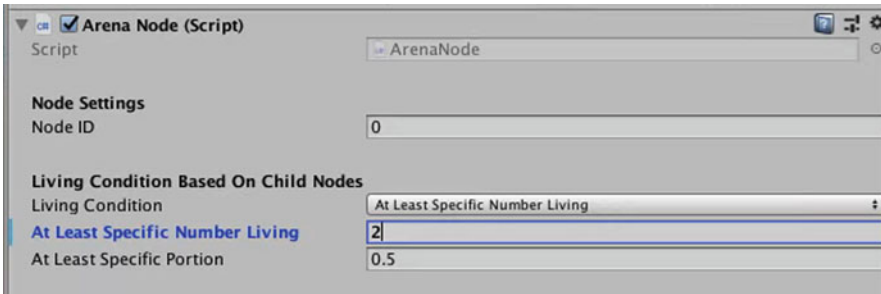 Arena Node (Script)
Script ArenaNode
Node Settings
Node ID 0
Living Condition Based On Child Nodes
Living Condition At Least Specific Number Living
At Least Specific Number Living 2
At Least Specific Portion 0.5